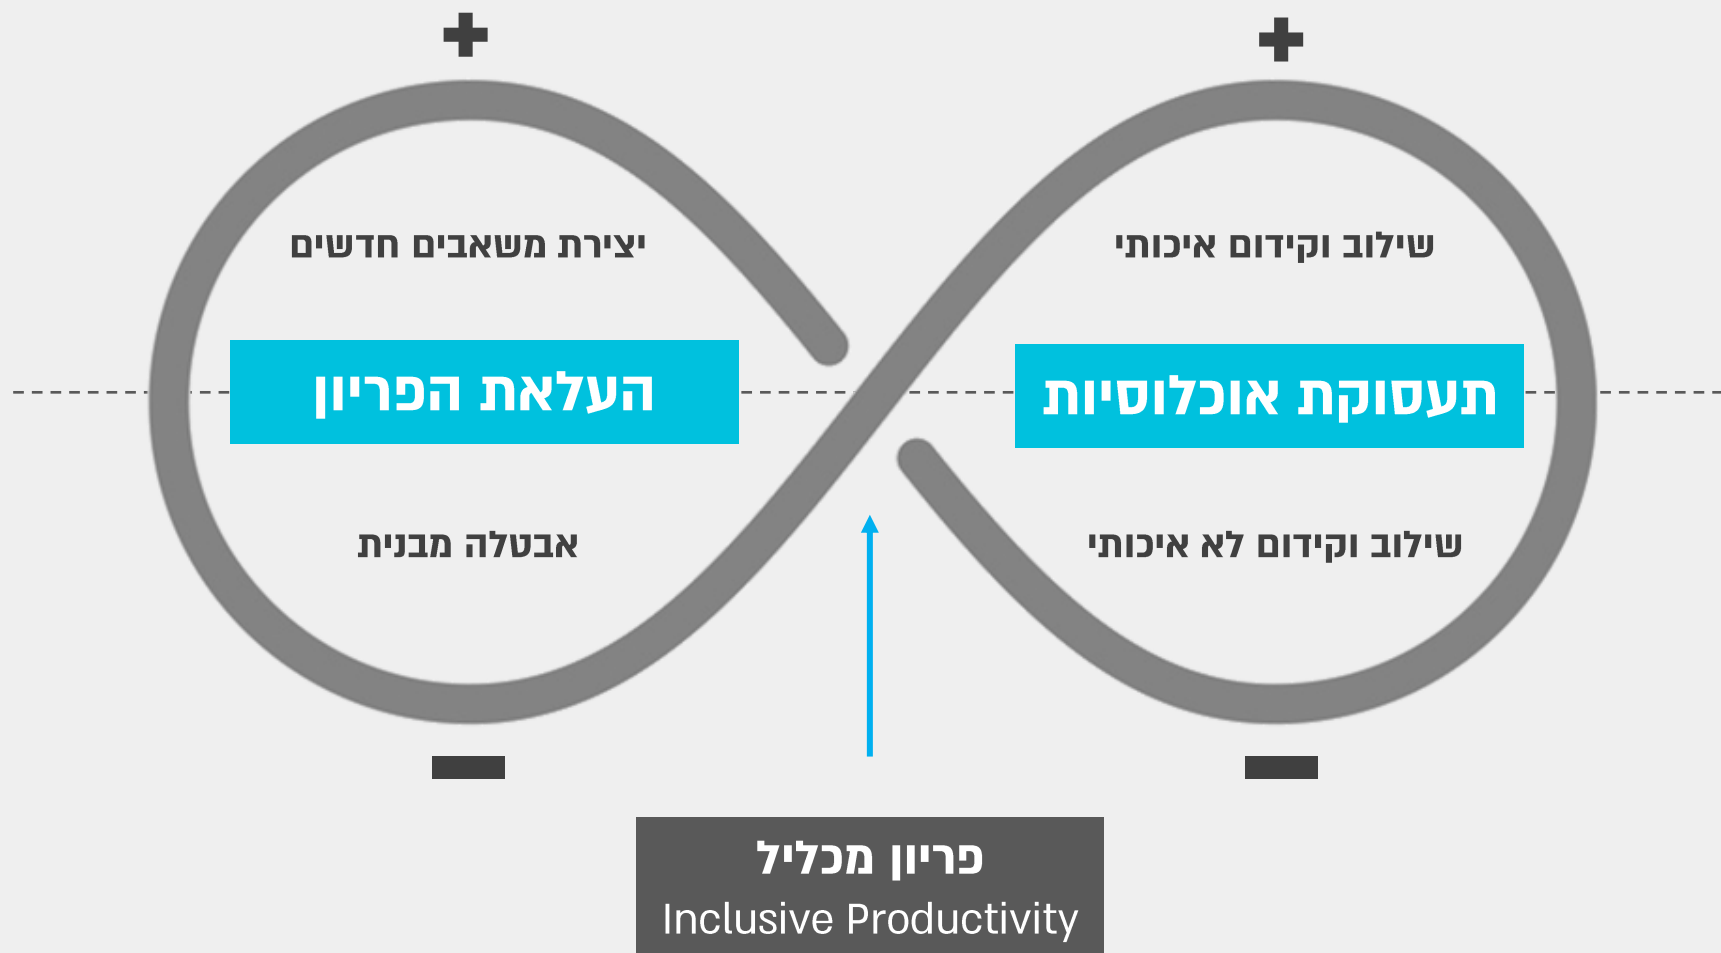 +
+
שילוב וקידום איכותי
יצירת משאבים חדשים
תעסוקת אוכלוסיות
העלאת הפריון
שילוב וקידום לא איכותי
אבטלה מבנית
פריון מכליל
Inclusive Productivity